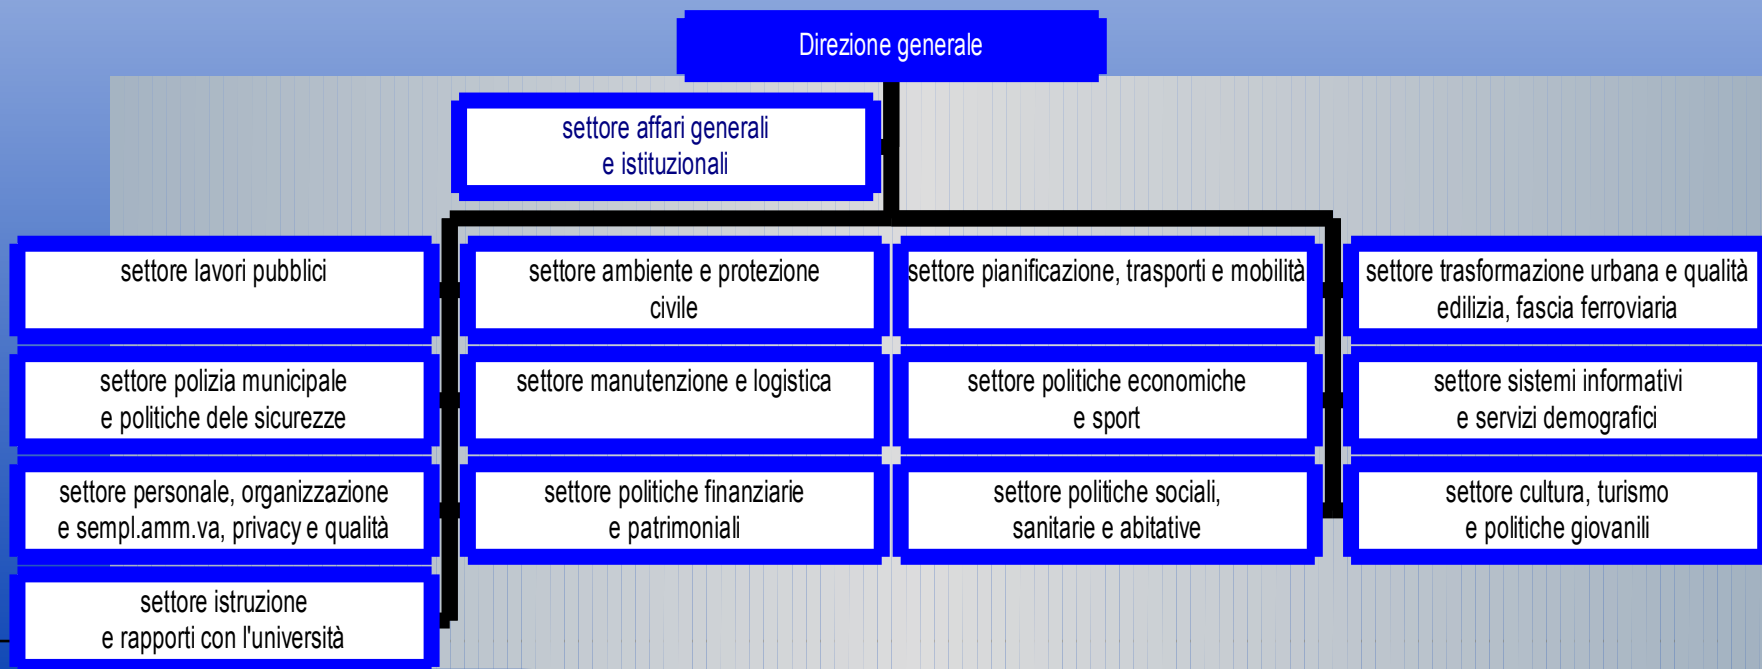 Direzione generale
settore affari generali
e istituzionali
settore lavori pubblici
settore ambiente e protezione
civile
settore pianificazione, trasporti e mobilità
settore trasformazione urbana e qualità
edilizia, fascia ferroviaria
settore polizia municipale
e politiche dele sicurezze
settore manutenzione e logistica
settore politiche economiche
e sport
settore sistemi informativi
e servizi demografici
settore personale, organizzazione
e sempl.amm.va, privacy e qualità
settore politiche finanziarie
e patrimoniali
settore politiche sociali,
sanitarie e abitative
settore cultura, turismo
e politiche giovanili
settore istruzione
e rapporti con l'università